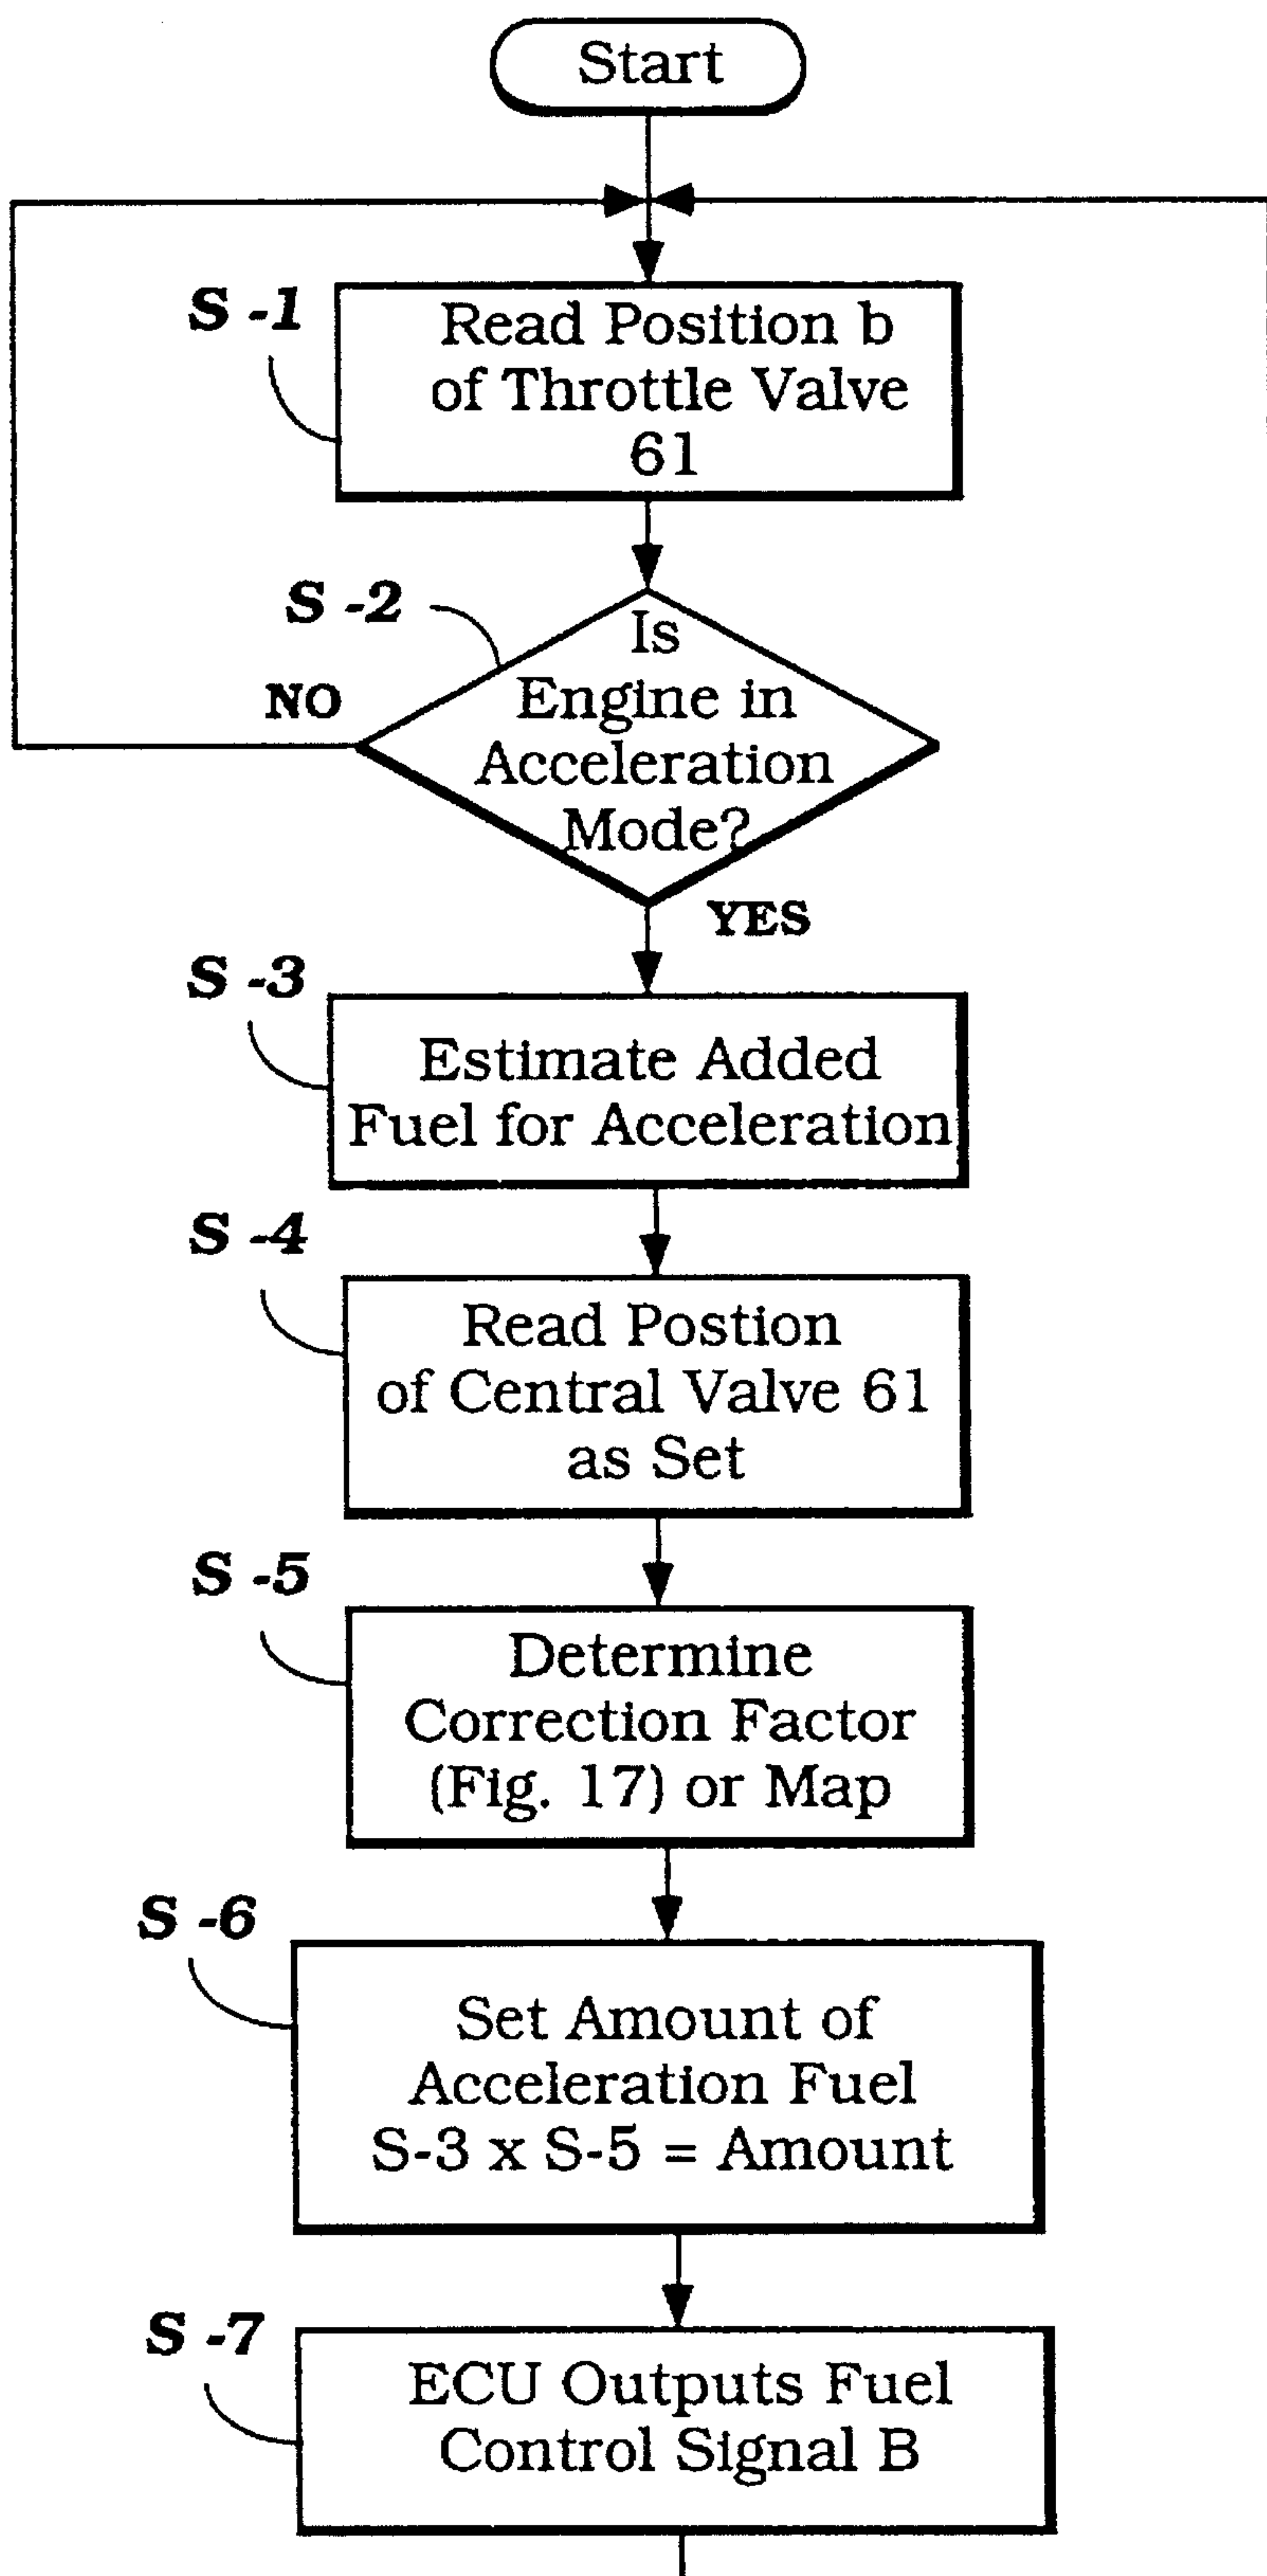 Start
S -1
Read Position b
of Throttle Valve
61
S -2
Is
Engine in
Acceleration
Mode?
NO
YES
S -3
Estimate Added
Fuel for Acceleration
S -4
Read Postion
of Central Valve 61
as Set
S -5
Determine
Correction Factor
(Fig. 17) or Map
S -6
Set Amount of
Acceleration Fuel
S-3 x S-5 = Amount
S -7
ECU Outputs Fuel
Control Signal B